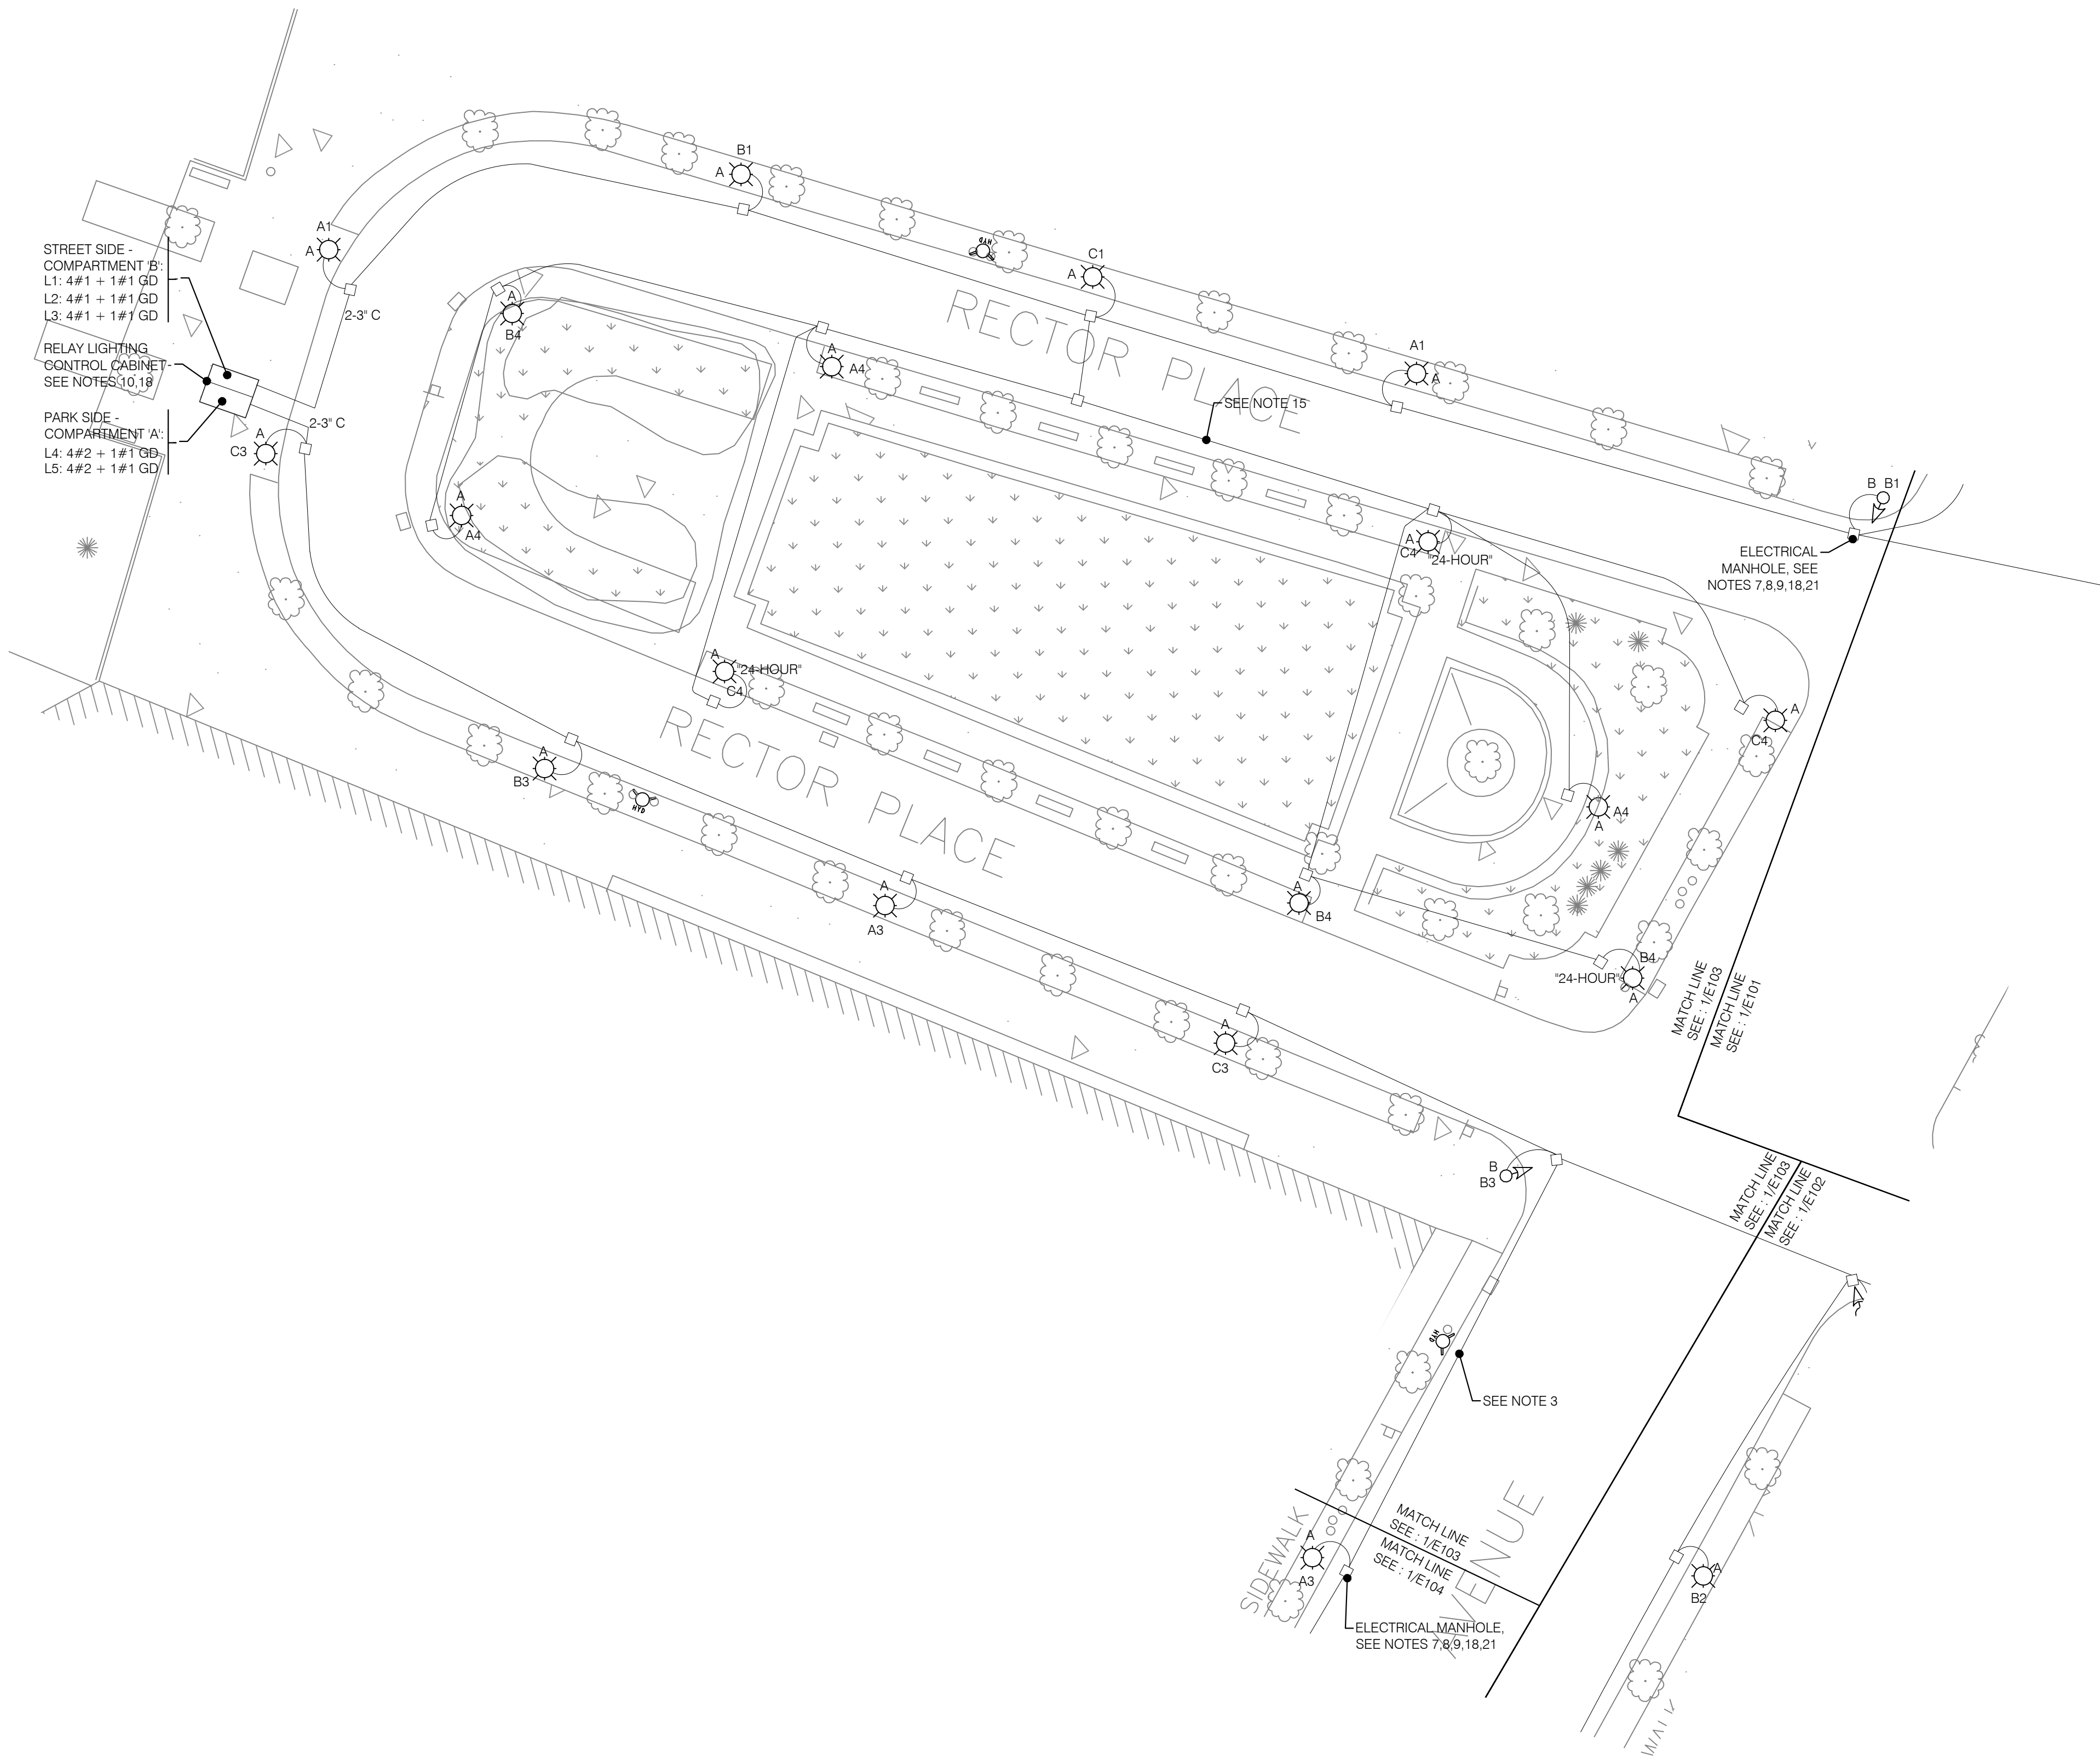 B1
A
A1
A
STREET SIDE -
COMPARTMENT 'B':
L1: 4#1 + 1#1 GD
L2: 4#1 + 1#1 GD
L3: 4#1 + 1#1 GD
2-3" C
RELAY LIGHTING
CONTROL CABINET-
SEE NOTES 10,18
PARK SIDE -
COMPARTMENT 'A':
L4: 4#2 + 1#1 GD
L5: 4#2 + 1#1 GD
2-3" C
A
C3
HYD
C1
A
RECTOR PLACE
A
B4
A
A4
A1
A
SEE NOTE 15
B B1
ELECTRICAL
MANHOLE, SEE
NOTES 7,8,9,18,21
A
A4
A
C4
"24-HOUR"
A
"24-HOUR"
C4
A
C4
RECTOR PLACE
A
B3
HYD
A4
A
A
A3
A
B4
B4
"24-HOUR"
A
MATCH LINE
SEE : 1/E103
MATCH LINE
SEE : 1/E101
A
C3
B
B3
MATCH LINE
SEE : 1/E103
MATCH LINE
SEE : 1/E102
HYD
SEE NOTE 3
MATCH LINE
SEE : 1/E103
MATCH LINE
SEE : 1/E104
SIDEWALK
AVENUE
A
A3
A
B2
ELECTRICAL MANHOLE,
SEE NOTES 7,8,9,18,21